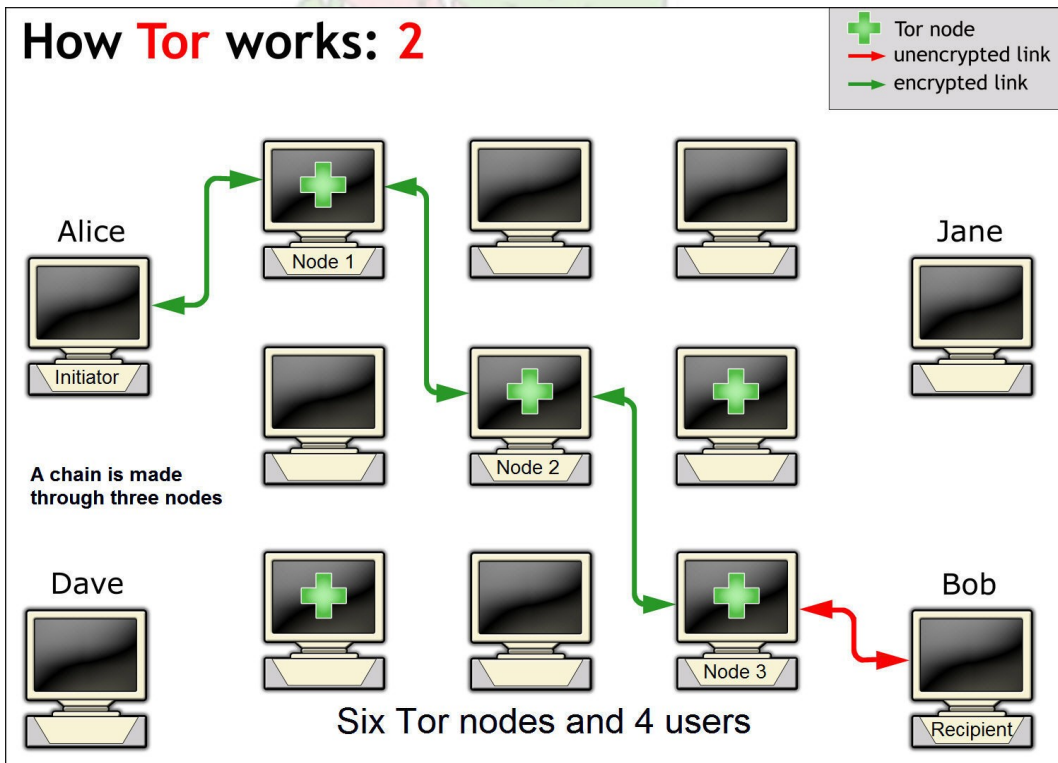 How Tor works: 2
Tor node
unencrypted link
encrypted link
Alice
Jane
Node 1
Initiator
Node 2
A chain is made
through three nodes
Dave
Bob
Node 3
Recipient
Six Tor nodes and 4 users